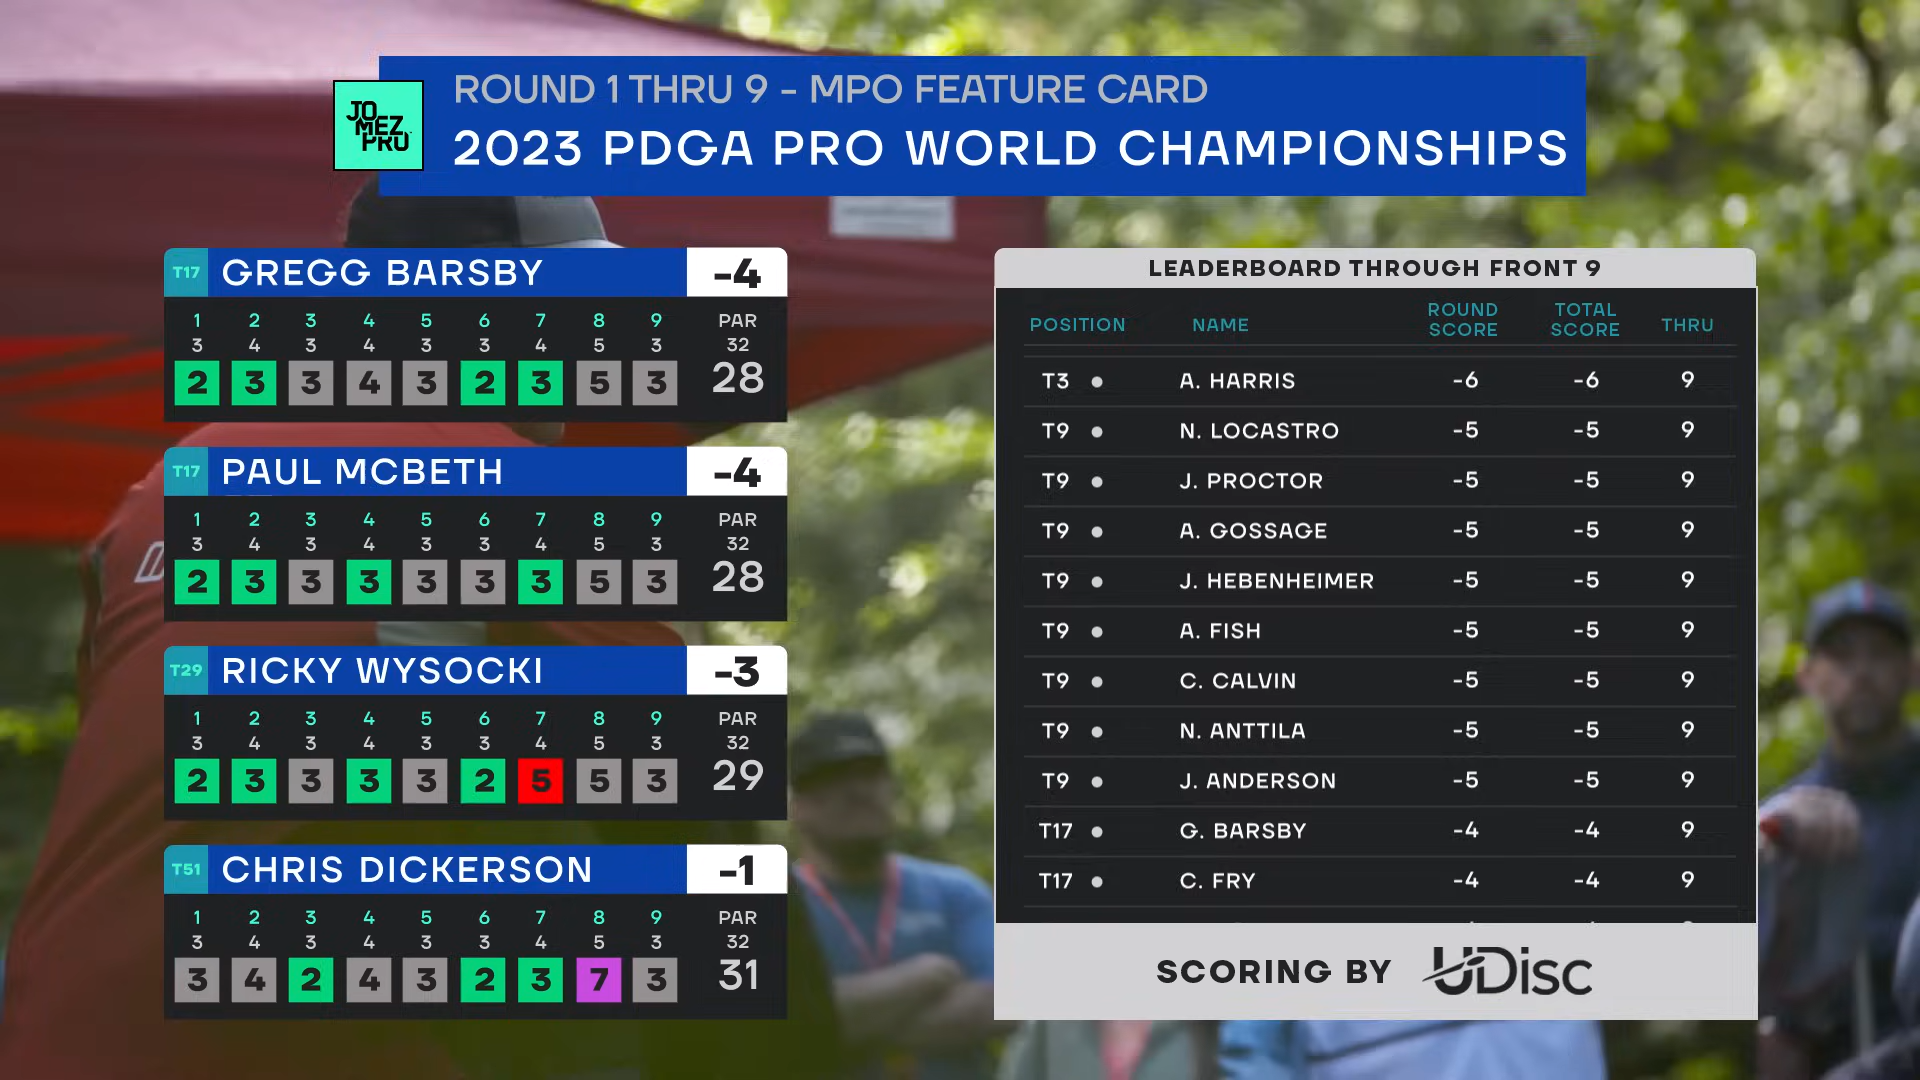 JOMEZPRO
ROUND 1 THRU 9 - MPO FEATURE CARD
2023 PDGA PRO WORLD CHAMPIONSHIPS
T17 GREGG BARSBY -4
1 2 3 4 5 6 7 8 9 PAR
3 4 3 4 3 3 4 5 3 32
2 3 3 4 3 2 3 5 3 28
T17 PAUL MCBETH -4
1 2 3 4 5 6 7 8 9 PAR
3 4 3 4 3 3 4 5 3 32
2 3 3 3 3 3 3 5 3 28
T29 RICKY WYSOCKI -3
1 2 3 4 5 6 7 8 9 PAR
3 4 3 4 3 3 4 5 3 32
2 3 3 3 3 2 5 5 3 29
T51 CHRIS DICKERSON -1
1 2 3 4 5 6 7 8 9 PAR
3 4 3 4 3 3 4 5 3 32
3 4 2 4 3 2 3 7 3 31
LEADERBOARD THROUGH FRONT 9
POSITION NAME ROUND SCORE TOTAL SCORE THRU
T3 A. HARRIS -6 -6 9
T9 N. LOCASTRO -5 -5 9
T9 J. PROCTOR -5 -5 9
T9 A. GOSSAGE -5 -5 9
T9 J. HEBENHEIMER -5 -5 9
T9 A. FISH -5 -5 9
T9 C. CALVIN -5 -5 9
T9 N. ANTTILA -5 -5 9
T9 J. ANDERSON -5 -5 9
T17 G. BARSBY -4 -4 9
T17 C. FRY -4 -4 9
SCORING BY UDisc